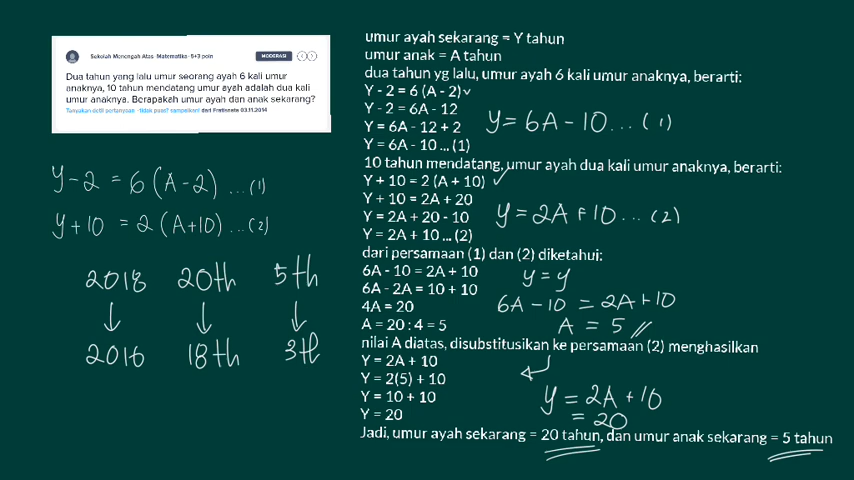 Sekolah Menengah Atas Matematika 5+3 poin
MODERASI
Dua tahun yang lalu umur seorang ayah 6 kali umur
anaknya, 10 tahun mendatang umur ayah adalah dua kali
umur anaknya. Berapakah umur ayah dan anak sekarang?
dari Fratisneta 03.11.2014
y-2 = 6(A-2) ...(1)
y+10 = 2(A+10) ...(2)
2018 20th 5th
↓ ↓ ↓
2016 18th 3th
umur ayah sekarang = Y tahun
umur anak = A tahun
dua tahun yg lalu, umur ayah 6 kali umur anaknya, berarti:
Y - 2 = 6 (A - 2)
Y - 2 = 6A - 12
Y = 6A - 12 + 2
y = 6A - 10 ... (1)
Y = 6A - 10 ... (1)
10 tahun mendatang, umur ayah dua kali umur anaknya, berarti:
Y + 10 = 2 (A + 10)
Y + 10 = 2A + 20
Y = 2A + 20 - 10
y = 2A + 10 ... (2)
Y = 2A + 10 ... (2)
dari persamaan (1) dan (2) diketahui:
6A - 10 = 2A + 10
y = y
6A - 2A = 10 + 10
6A - 10 = 2A + 10
4A = 20
A = 20 : 4 = 5
A = 5 //
nilai A diatas, disubstitusikan ke persamaan (2) menghasilkan
Y = 2A + 10
Y = 2(5) + 10
Y = 10 + 10
y = 2A + 10
Y = 20
= 20
Jadi, umur ayah sekarang = 20 tahun, dan umur anak sekarang = 5 tahun